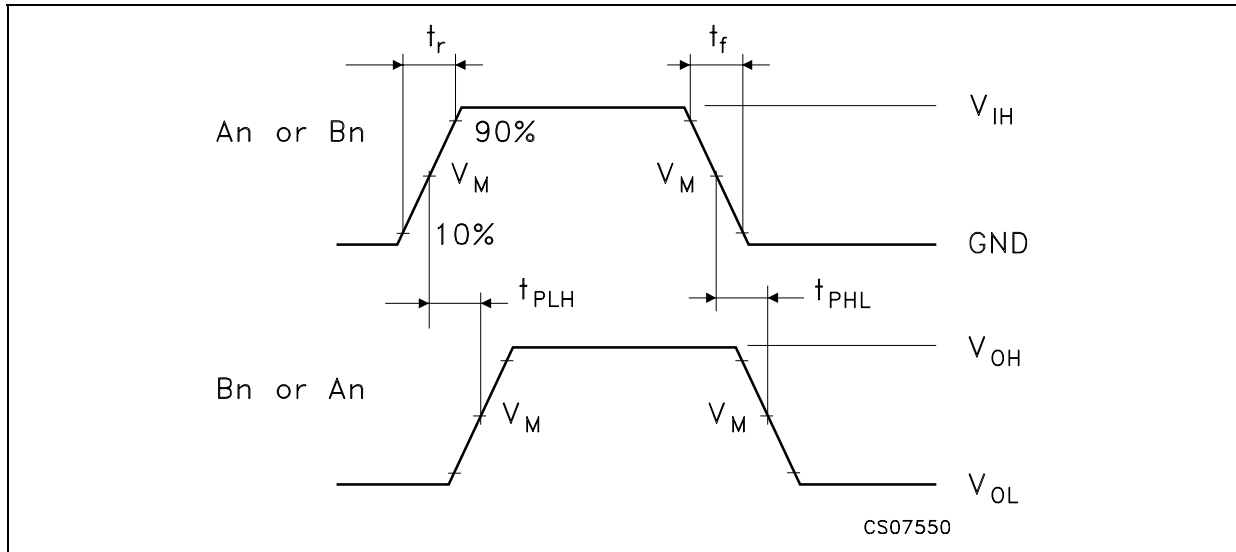 tr tf
VIH
An or Bn 90%
VM VM
10%
GND
tPLH tPHL
VOH
Bn or An
VM VM
VOL
CS07550